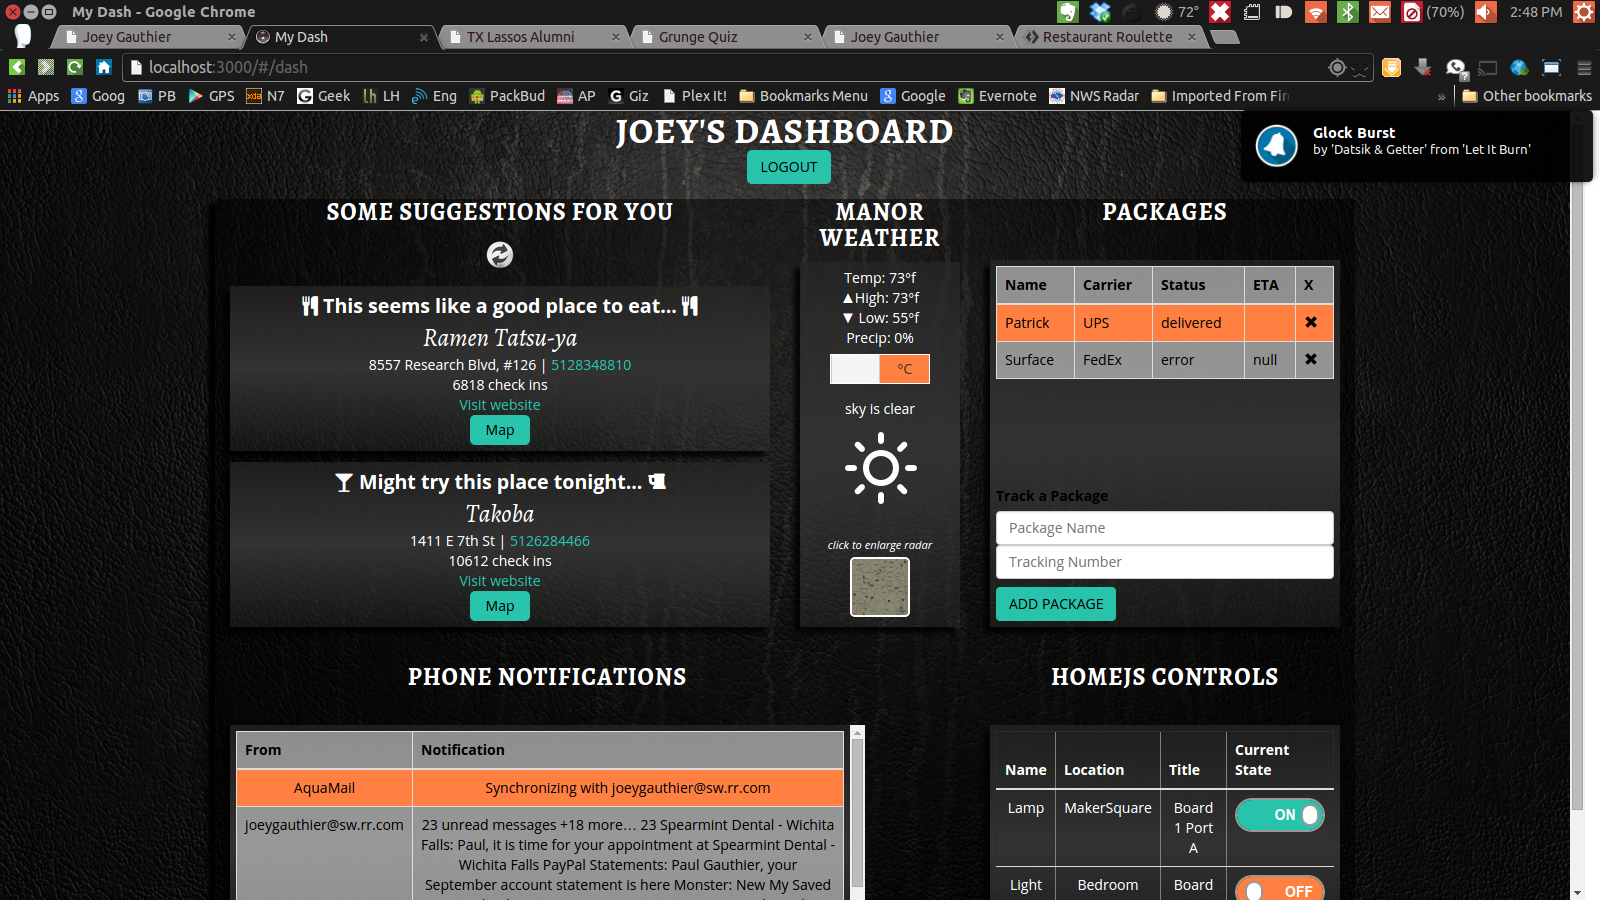 My Dash - Google Chrome
72°
(70%)
2:48 PM
Joey Gauthier
My Dash
TX Lassos Alumni
Grunge Quiz
Joey Gauthier
Restaurant Roulette
localhost:3000/#/dash
Apps
Goog
PB
GPS
N7
Geek
LH
Eng
PackBud
AP
Giz
Plex It!
Bookmarks Menu
Google
Evernote
NWS Radar
Imported From Fir
»
Other bookmarks
JOEY'S DASHBOARD
LOGOUT
Glock Burst
by 'Datsik & Getter' from 'Let It Burn'
SOME SUGGESTIONS FOR YOU
This seems like a good place to eat...
Ramen Tatsu-ya
8557 Research Blvd, #126 | 5128348810
6818 check ins
Visit website
Map
Might try this place tonight...
Takoba
1411 E 7th St | 5126284466
10612 check ins
Visit website
Map
MANOR
WEATHER
Temp: 73°f
▲High: 73°f
▼ Low: 55°f
Precip: 0%
°C
sky is clear
click to enlarge radar
PACKAGES
Name Carrier Status ETA X
Patrick UPS delivered ✖
Surface FedEx error null ✖
Track a Package
Package Name
Tracking Number
ADD PACKAGE
PHONE NOTIFICATIONS
From Notification
AquaMail Synchronizing with joeygauthier@sw.rr.com
joeygauthier@sw.rr.com 23 unread messages +18 more… 23 Spearmint Dental - Wichita
Falls: Paul, it is time for your appointment at Spearmint Dental -
Wichita Falls PayPal Statements: Paul Gauthier, your
September account statement is here Monster: New My Saved
HOMEJS CONTROLS
Name Location Title Current
State
Lamp MakerSquare Board
1 Port
A
ON
Light Bedroom Board
OFF